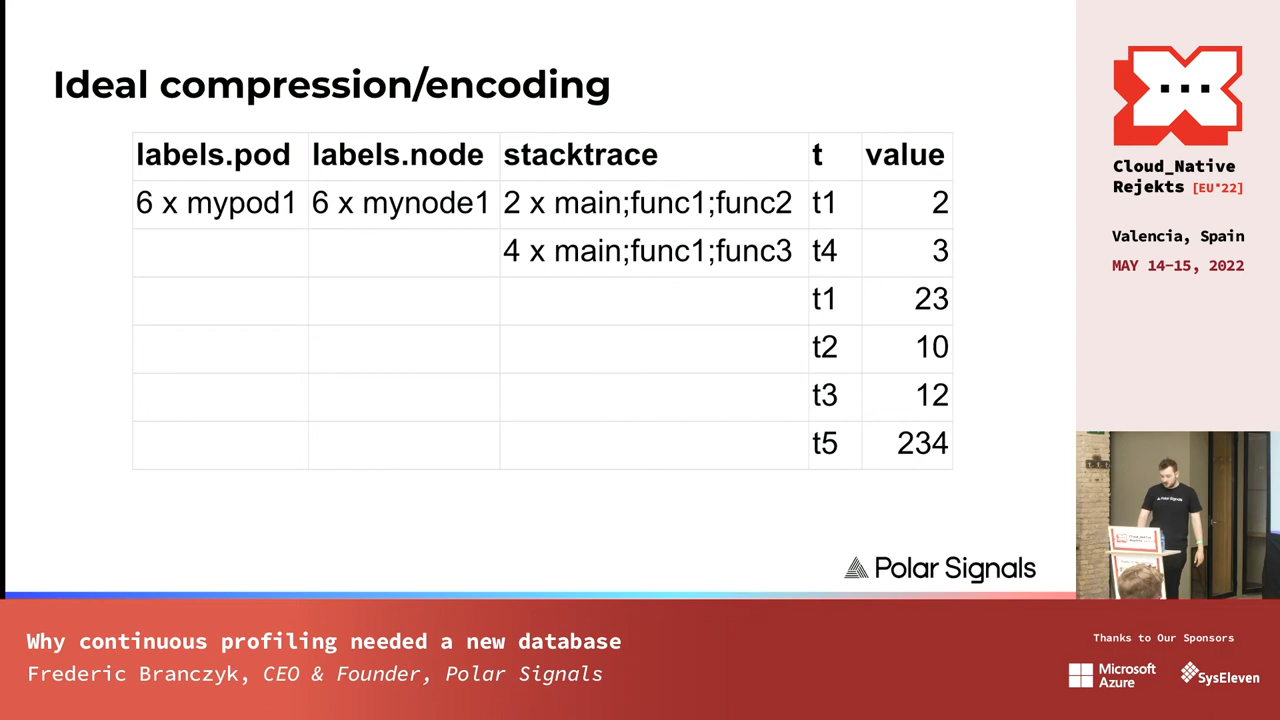 Ideal compression/encoding
labels.pod labels.node stacktrace t value
6 x mypod1 6 x mynode1 2 x main;func1;func2 t1 2
4 x main;func1;func3 t4 3
t1 23
t2 10
t3 12
t5 234
Polar Signals
Cloud_Native
Rejekts [EU'22]
Valencia, Spain
MAY 14-15, 2022
Polar Signals
Why continuous profiling needed a new database
Frederic Branczyk, CEO & Founder, Polar Signals
Thanks to Our Sponsors
Microsoft
Azure
SysEleven